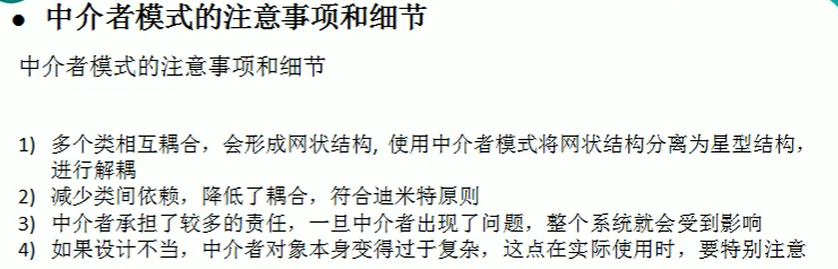 ● 中介者模式的注意事项和细节
中介者模式的注意事项和细节
1) 多个类相互耦合，会形成网状结构, 使用中介者模式将网状结构分离为星型结构，
进行解耦
2) 减少类间依赖，降低了耦合，符合迪米特原则
3) 中介者承担了较多的责任，一旦中介者出现了问题，整个系统就会受到影响
4) 如果设计不当，中介者对象本身变得过于复杂，这点在实际使用时，要特别注意